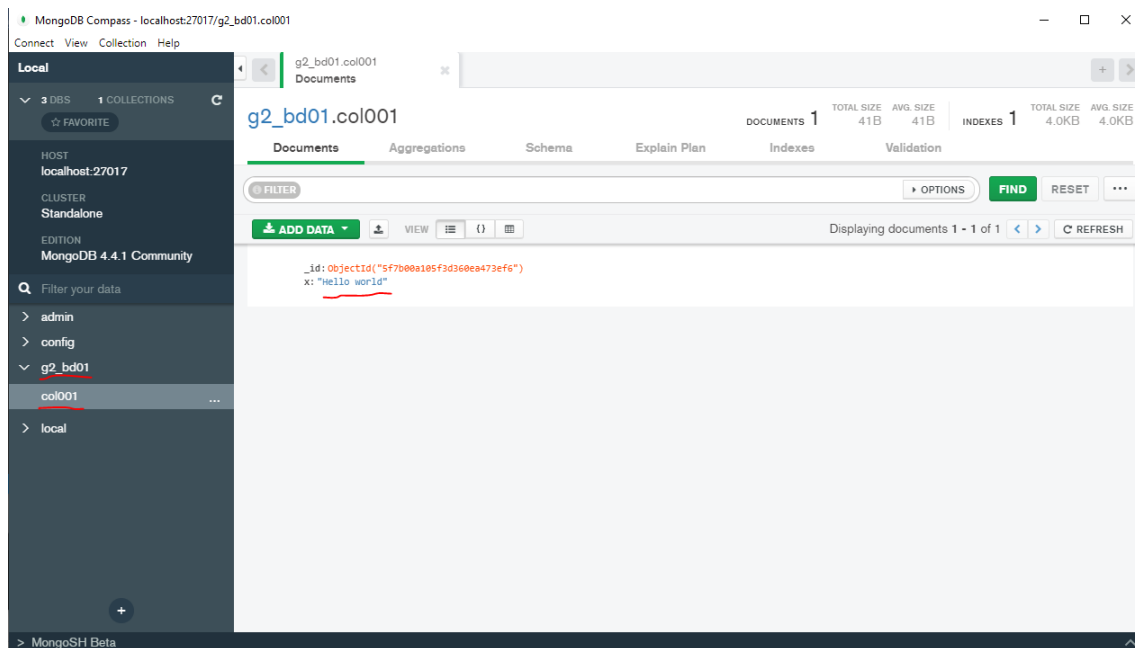 MongoDB Compass - localhost:27017/g2_bd01.col001
Connect View Collection Help
Local
3 DBS 1 COLLECTIONS
☆ FAVORITE
HOST
localhost:27017
CLUSTER
Standalone
EDITION
MongoDB 4.4.1 Community
Filter your data
admin
config
g2_bd01
col001
...
local
+
> MongoSH Beta
g2_bd01.col001
Documents
g2_bd01.col001
DOCUMENTS 1
TOTAL SIZE AVG. SIZE
41B 41B
INDEXES 1
TOTAL SIZE AVG. SIZE
4.0KB 4.0KB
Documents Aggregations Schema Explain Plan Indexes Validation
FILTER
OPTIONS
FIND
RESET
...
ADD DATA
VIEW
{}
Displaying documents 1 - 1 of 1
REFRESH
_id: ObjectId("5f7b00a105f3d360ea473ef6")
x: "Hello world"